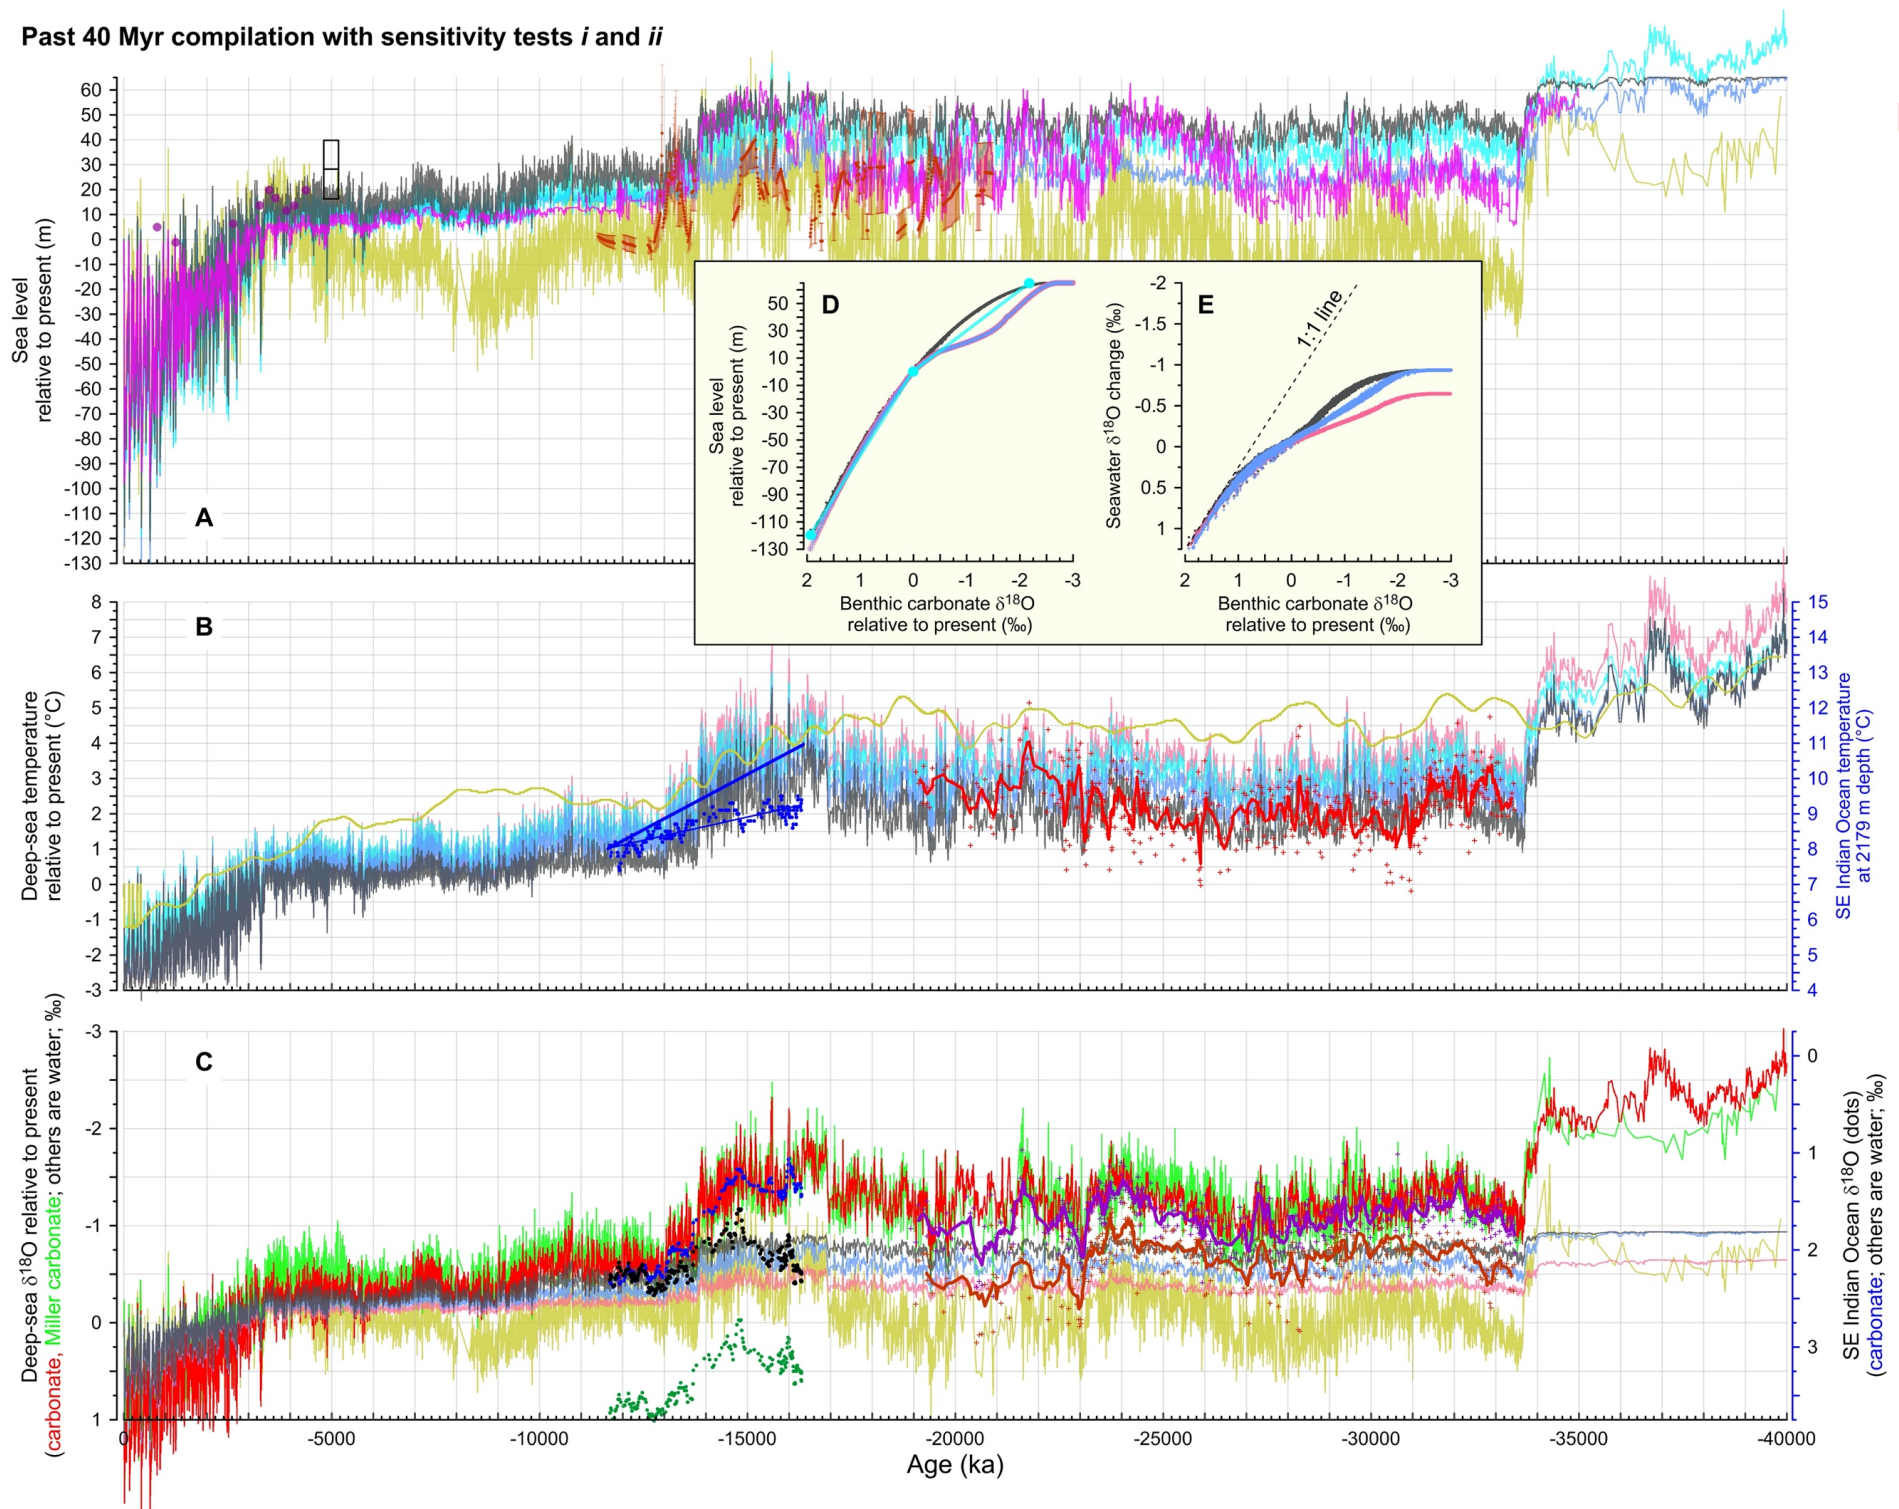 Past 40 Myr compilation with sensitivity tests i and ii
60
50
40
30
20
10
0
-10
-20
-30
-40
-50
-60
-70
-80
-90
-100
-110
-120
-130
Sea level
relative to present (m)
A
D
50
30
10
-10
-30
-50
-70
-90
-110
-130
Sea level
relative to present (m)
2 1 0 -1 -2 -3
Benthic carbonate δ18O
relative to present (‰)
E
1:1 line
-2
-1.5
-1
-0.5
0
0.5
1
Seawater δ18O change (‰)
2 1 0 -1 -2 -3
Benthic carbonate δ18O
relative to present (‰)
B
8
7
6
5
4
3
2
1
0
-1
-2
-3
Deep-sea temperature
relative to present (°C)
15
14
13
12
11
10
9
8
7
6
5
4
SE Indian Ocean temperature
at 21179 m depth (°C)
C
-3
-2
-1
0
1
Deep-sea δ18O relative to present
(carbonate, Miller carbonate; others are water; ‰)
0
1
2
3
SE Indian Ocean δ18O (dots)
(carbonate; others are water; ‰)
0 -5000 -10000 -15000 -20000 -25000 -30000 -35000 -40000
Age (ka)